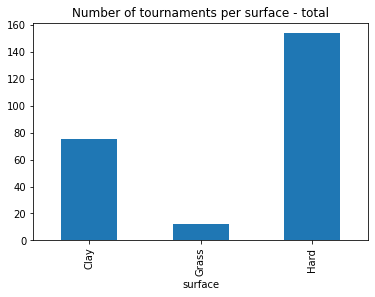 Number of tournaments per surface - total
160
140
120
100
80
60
40
20
0
Clay
Grass
Hard
surface